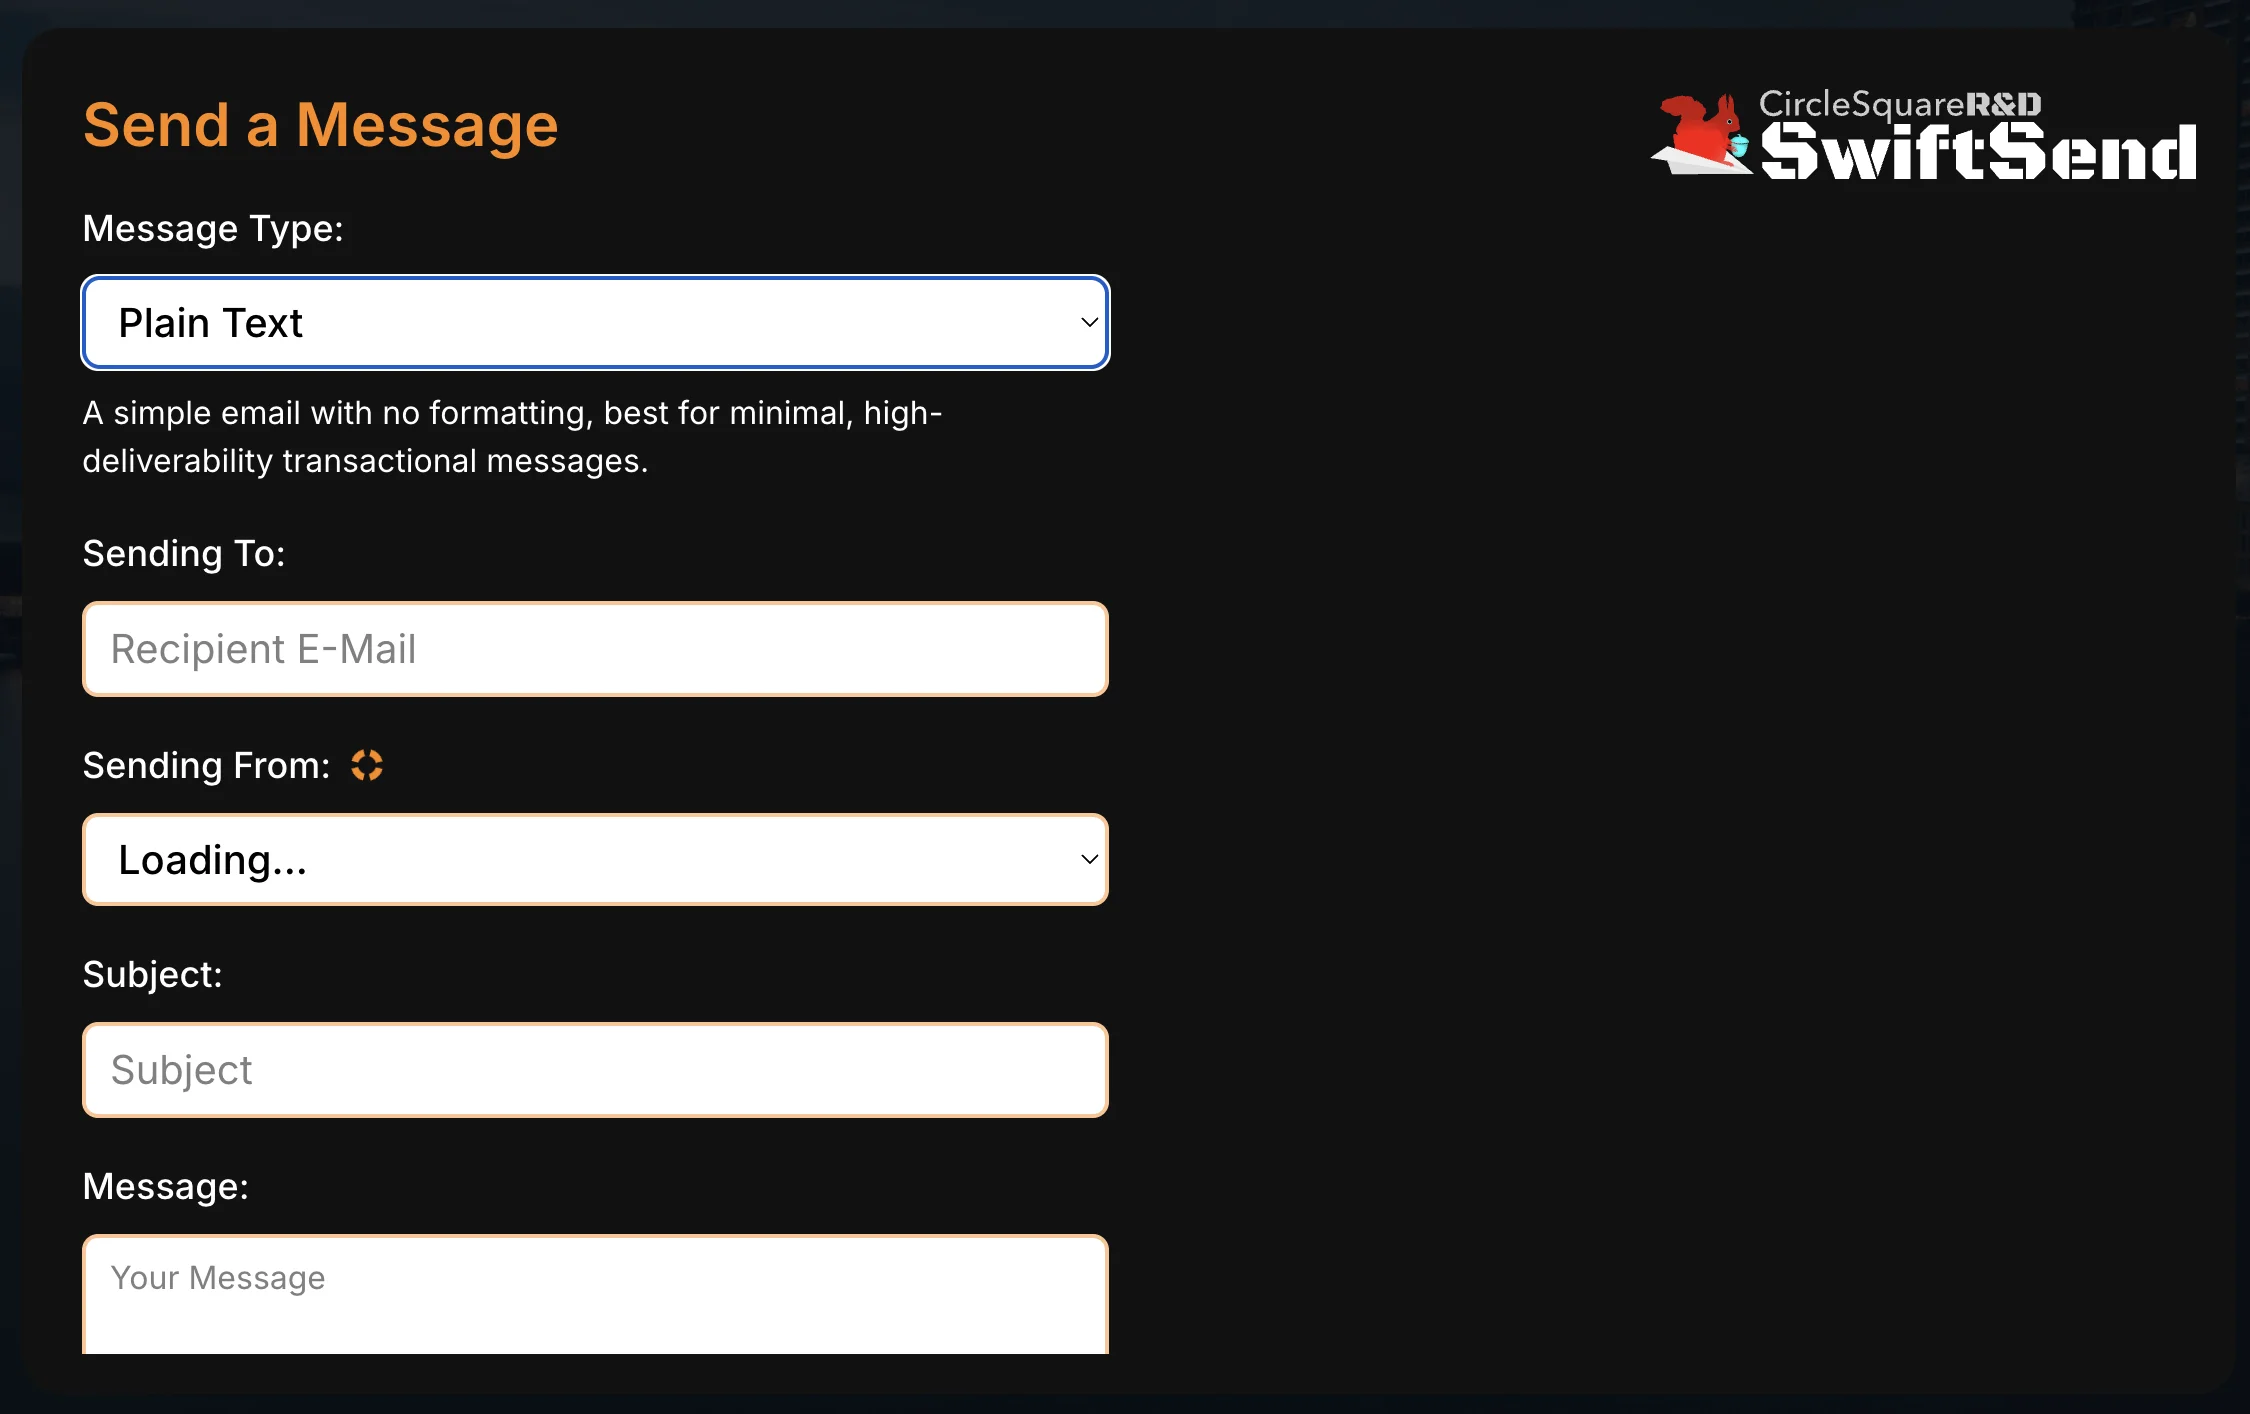 Send a Message
CircleSquareR&D
SwiftSend
Message Type:
Plain Text
A simple email with no formatting, best for minimal, high-
deliverability transactional messages.
Sending To:
Recipient E-Mail
Sending From:
Loading...
Subject:
Subject
Message:
Your Message